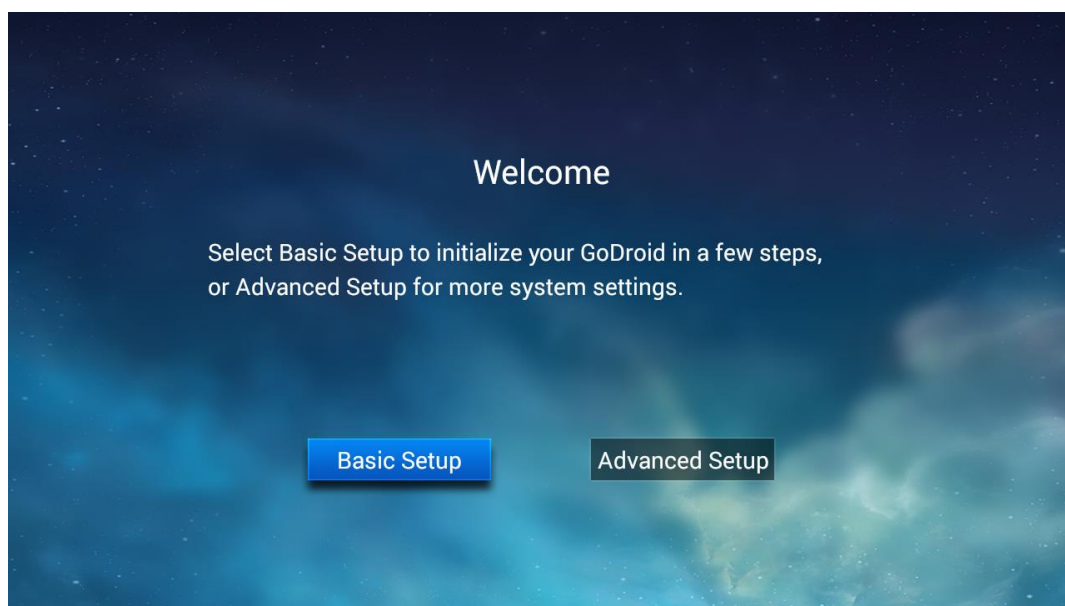 Welcome
Select Basic Setup to initialize your GoDroid in a few steps,
or Advanced Setup for more system settings.
Basic Setup
Advanced Setup